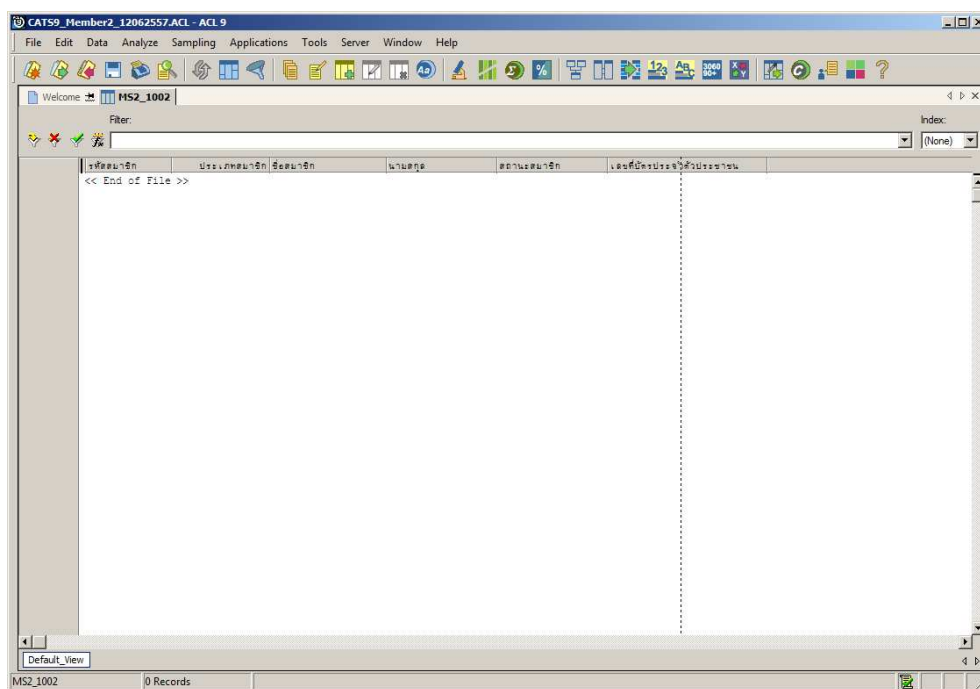 CATS9_Member2_12062557.ACL - ACL 9
File Edit Data Analyze Sampling Applications Tools Server Window Help
Welcome MS2_1002
Filter: Index:
(None)
รหัสสมาชิก ประเภทสมาชิก ชื่อสมาชิก นามสกุล สถานะสมาชิก เลขที่บัตรประจำตัวประชาชน
<< End of File >>
Default_View
MS2_1002 0 Records